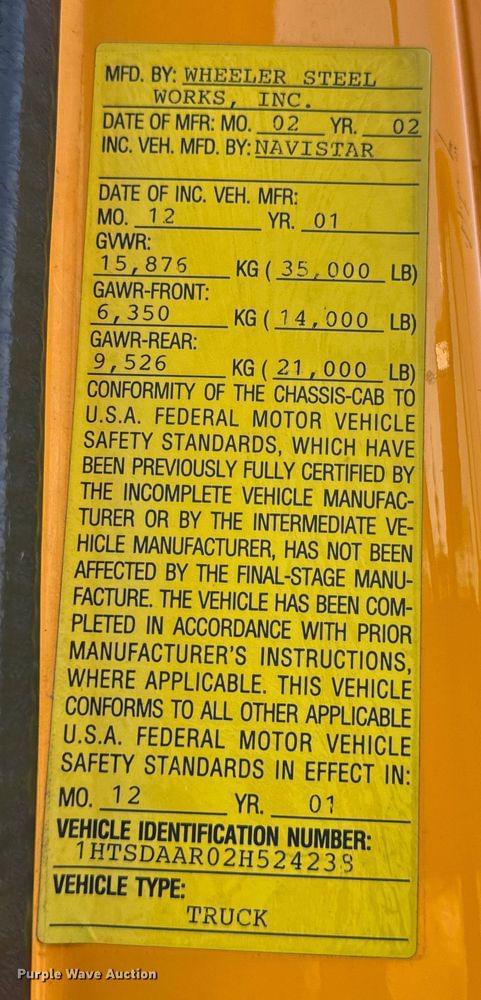 MFD. BY: WHEELER STEEL
WORKS, INC.
DATE OF MFR: MO. 02 YR. 02
INC. VEH. MFD. BY: NAVISTAR
DATE OF INC. VEH. MFR:
MO. 12 YR. 01
GVWR:
15,876 KG ( 35,000 LB)
GAWR-FRONT:
6,350 KG ( 14,000 LB)
GAWR-REAR:
9,526 KG ( 21,000 LB)
CONFORMITY OF THE CHASSIS-CAB TO
U.S.A. FEDERAL MOTOR VEHICLE
SAFETY STANDARDS, WHICH HAVE
BEEN PREVIOUSLY FULLY CERTIFIED BY
THE INCOMPLETE VEHICLE MANUFAC-
TURER OR BY THE INTERMEDIATE VE-
HICLE MANUFACTURER, HAS NOT BEEN
AFFECTED BY THE FINAL-STAGE MANU-
FACTURE. THE VEHICLE HAS BEEN COM-
PLETED IN ACCORDANCE WITH PRIOR
MANUFACTURER'S INSTRUCTIONS,
WHERE APPLICABLE. THIS VEHICLE
CONFORMS TO ALL OTHER APPLICABLE
U.S.A. FEDERAL MOTOR VEHICLE
SAFETY STANDARDS IN EFFECT IN:
MO. 12 YR. 01
VEHICLE IDENTIFICATION NUMBER:
1HTSDAAR02H524238
VEHICLE TYPE:
TRUCK
Purple Wave Auction